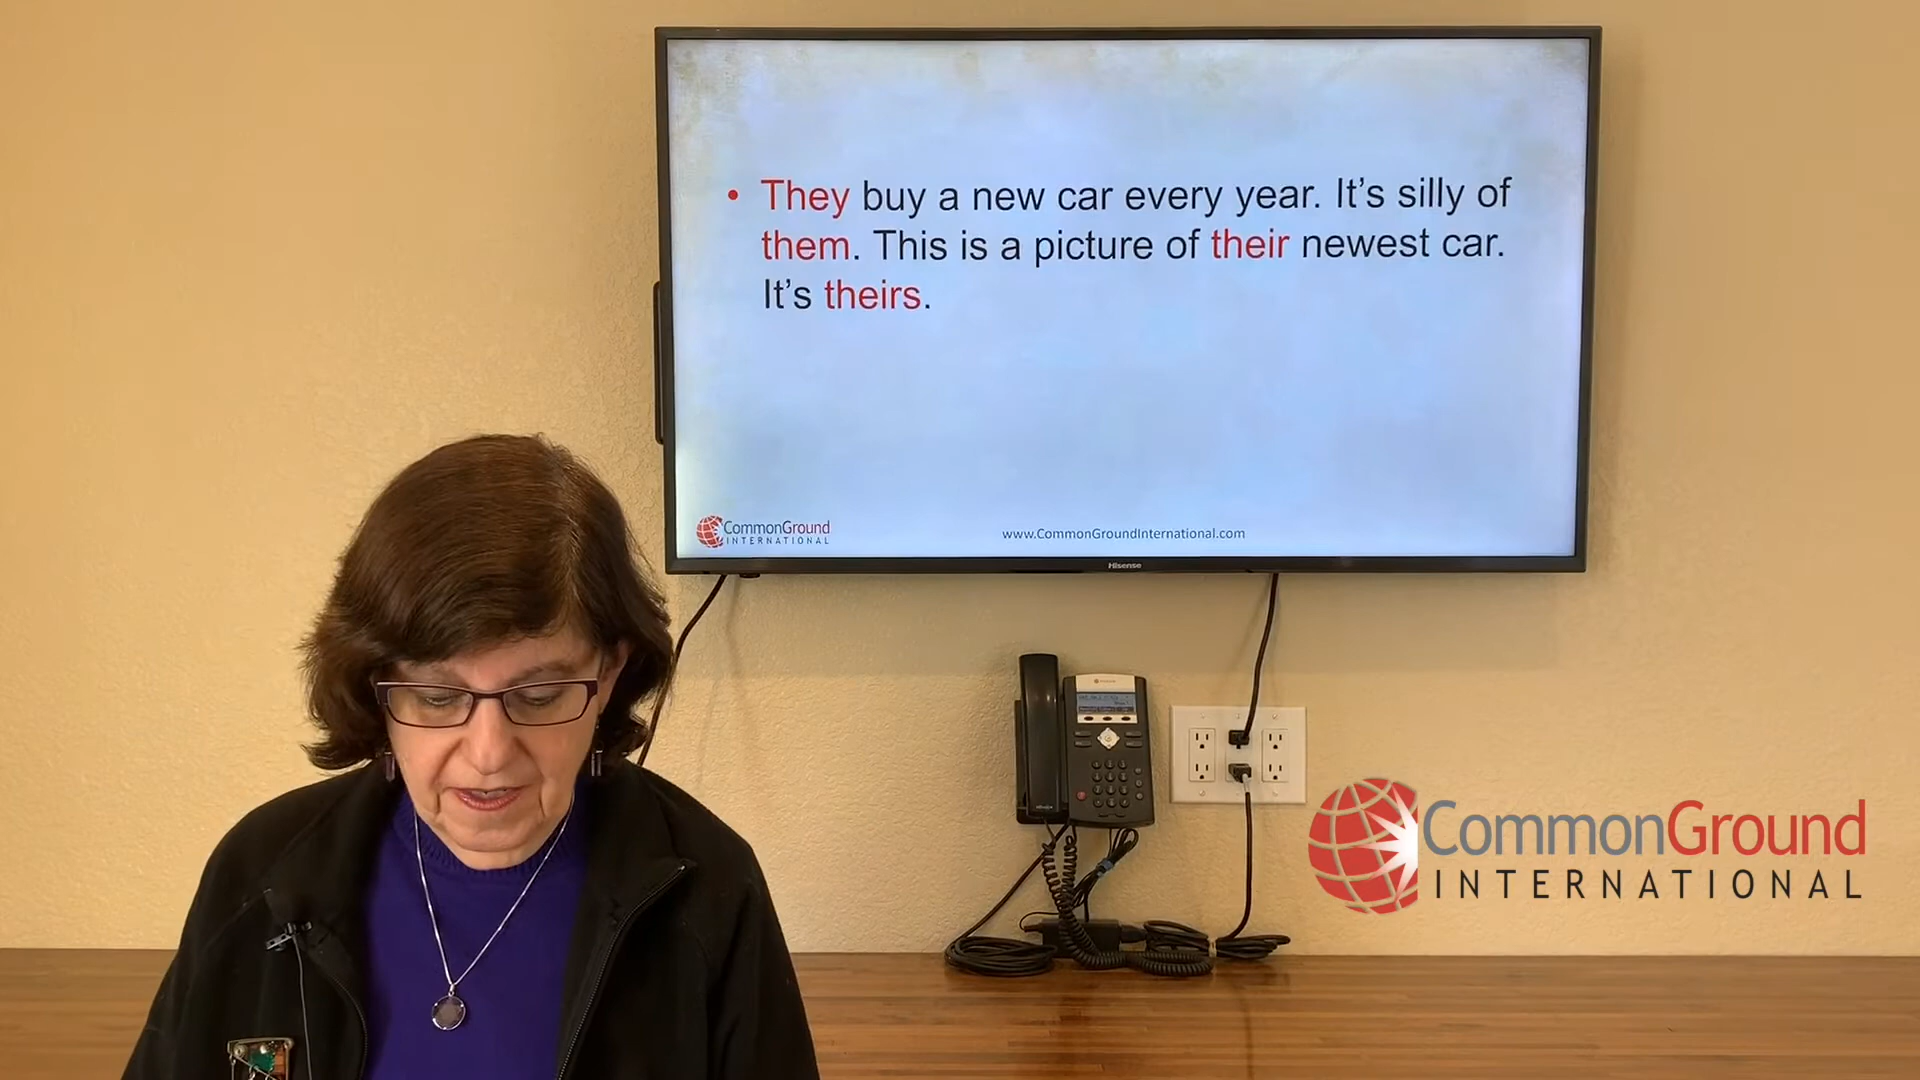 • They buy a new car every year. It's silly of
them. This is a picture of their newest car.
It's theirs.
CommonGround
INTERNATIONAL
www.CommonGroundInternational.com
Hisense
CommonGround
INTERNATIONAL